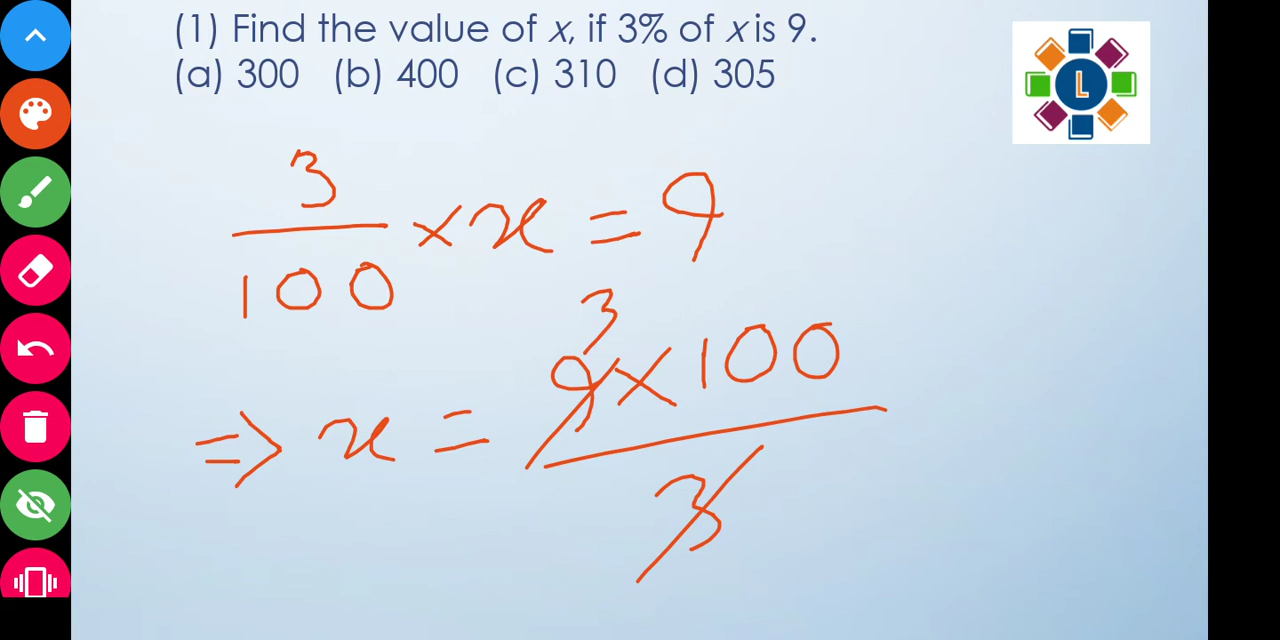 (1) Find the value of x, if 3% of x is 9.
(a) 300 (b) 400 (c) 310 (d) 305
L
3
100
× x = 9
3
⇒ x =
9 × 100
3